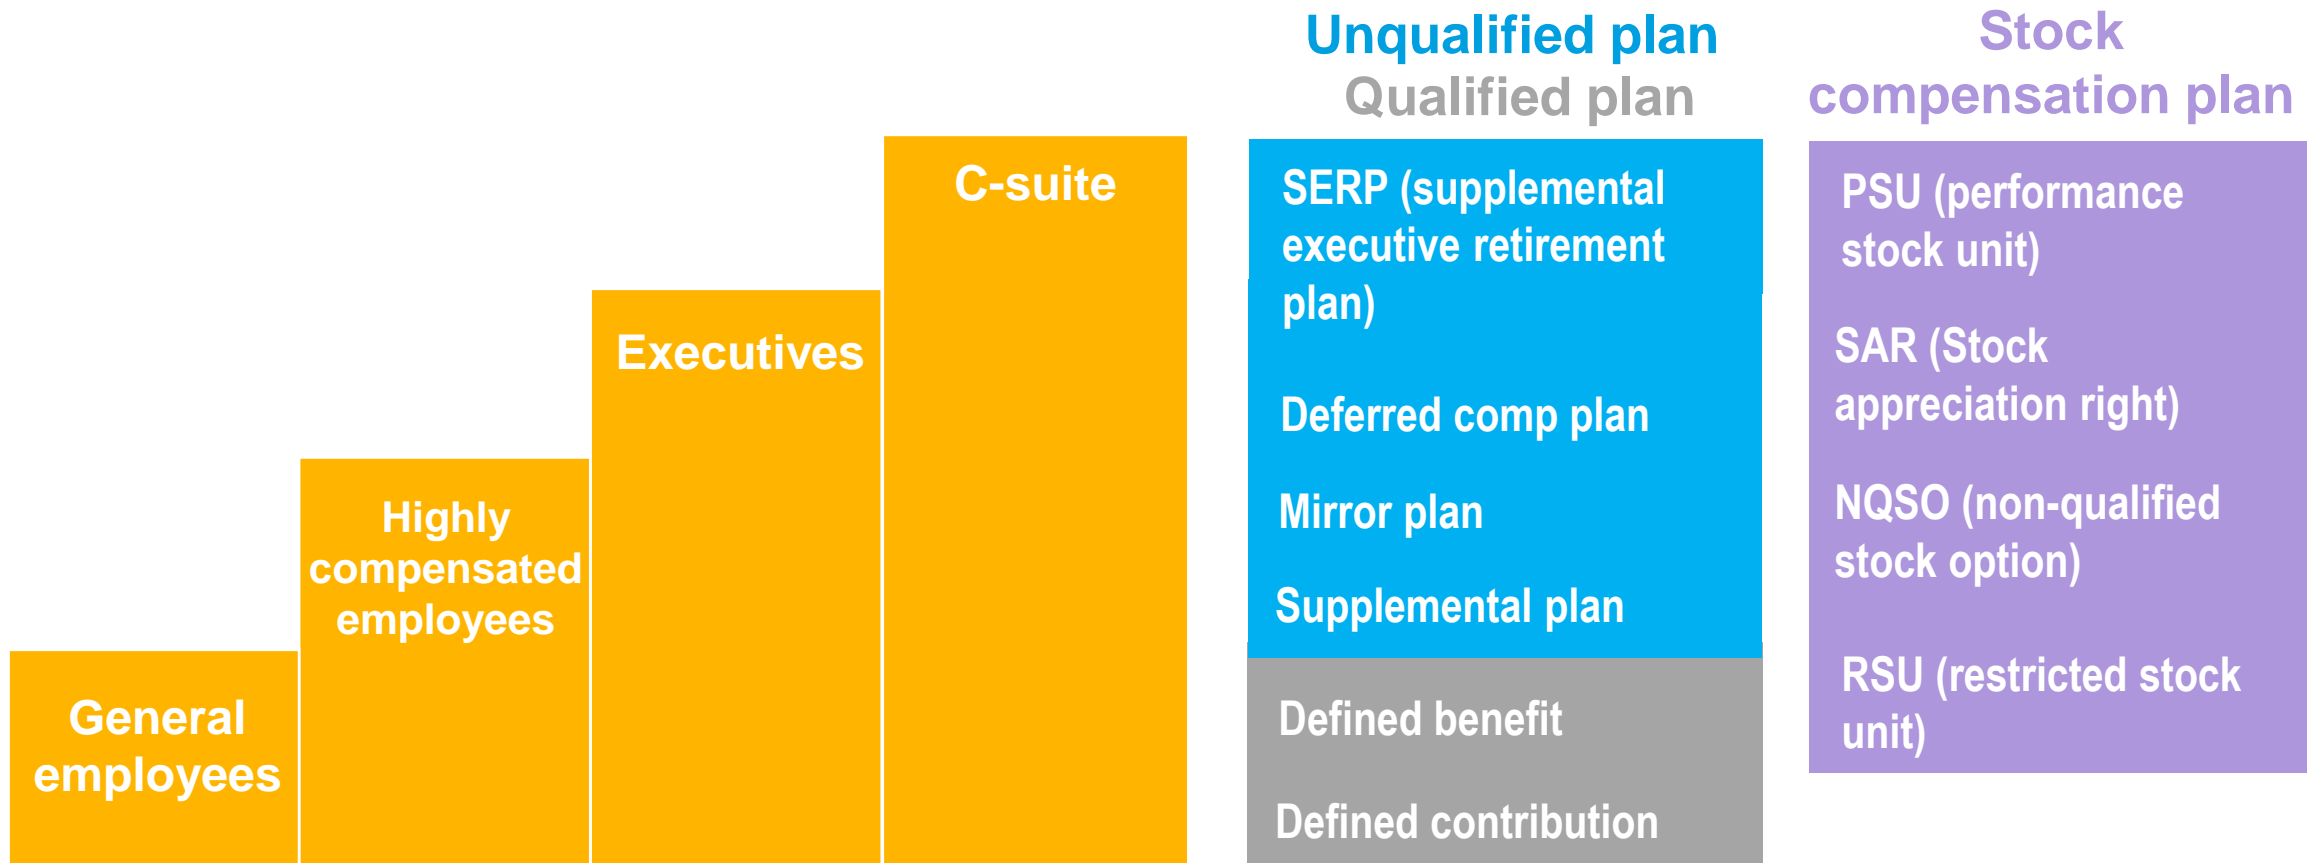 Unqualified plan
Qualified plan
Stock
compensation plan
C-suite
Executives
Highly
compensated
employees
General
employees
SERP (supplemental
executive retirement
plan)
Deferred comp plan
Mirror plan
Supplemental plan
Defined benefit
Defined contribution
PSU (performance
stock unit)
SAR (Stock
appreciation right)
NQSO (non-qualified
stock option)
RSU (restricted stock
unit)